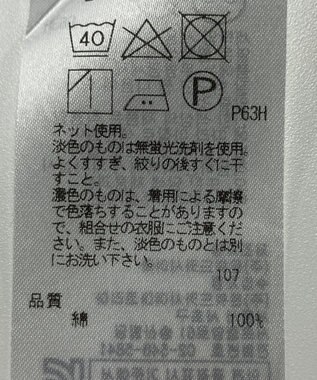 40
P
P63H
ネット使用。
淡色のものは無蛍光洗剤を使用。
よくすすぎ、絞りの後すぐに干
すこと。
濃色のものは、着用による摩擦
で色落ちすることがありますの
で、組合せの衣服にご注意くだ
さい。また、淡色のものとは別
にお洗い下さい。
107
品質
綿 100%